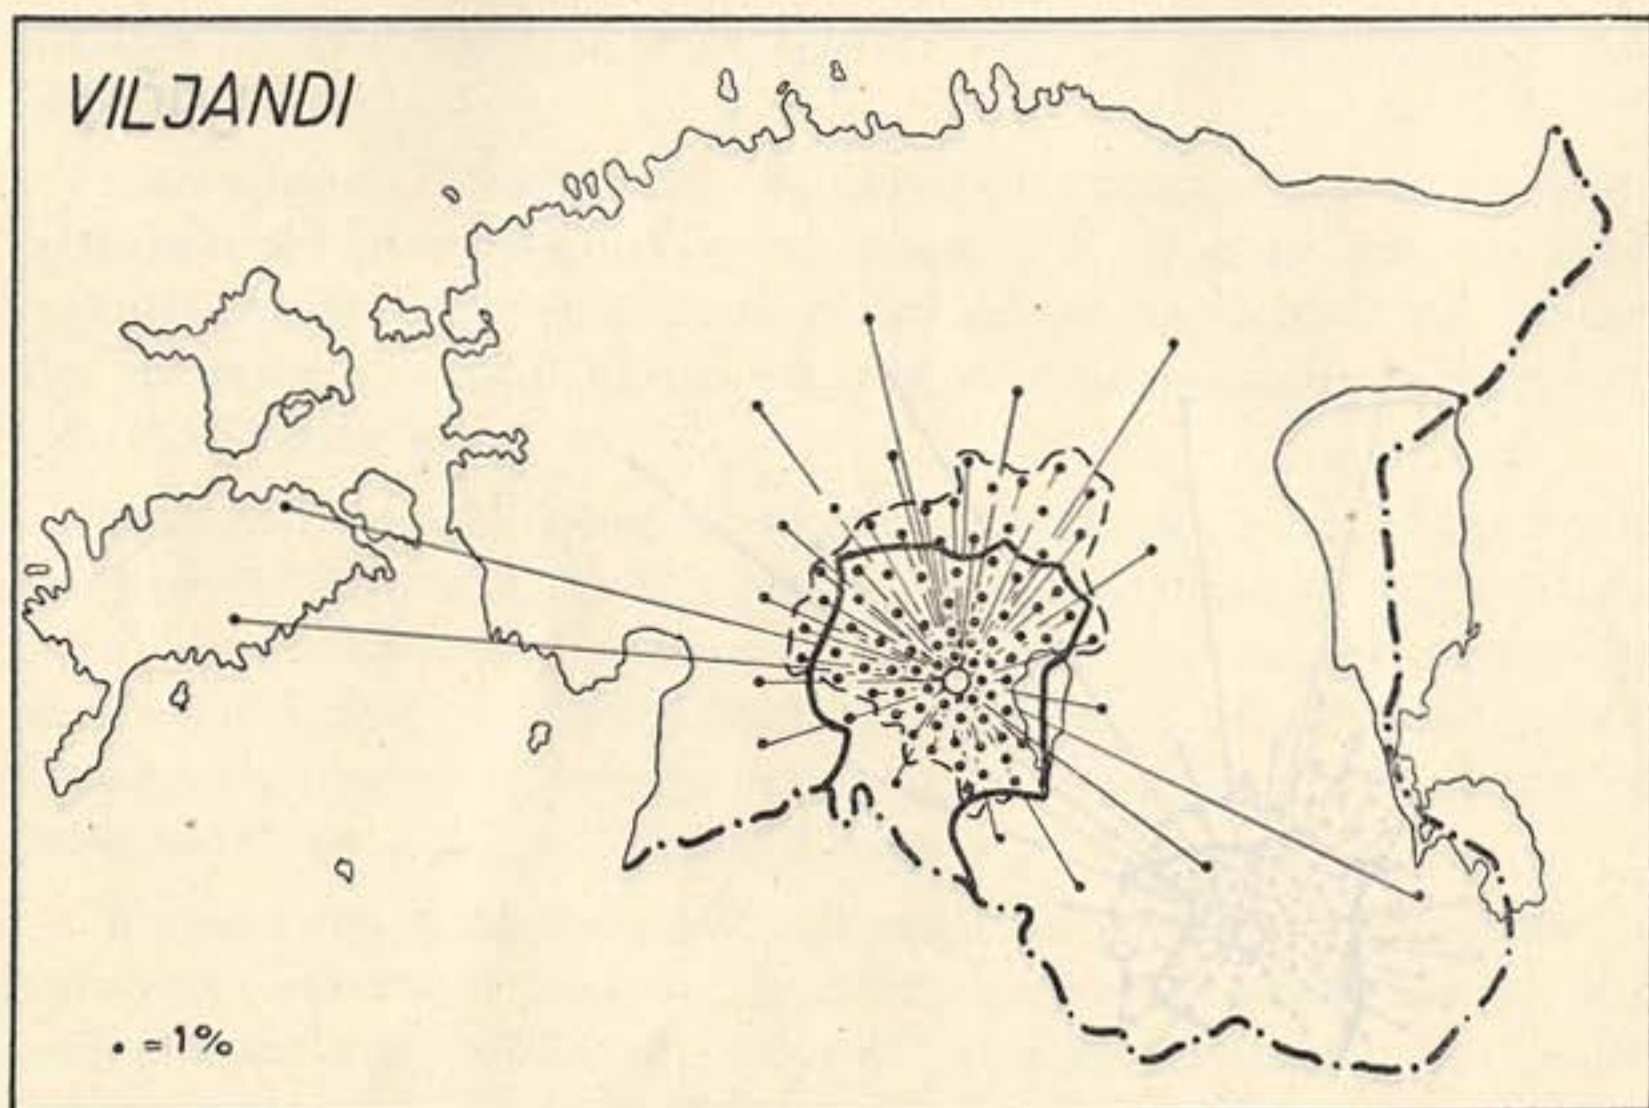 VILJANDI
• = 1%